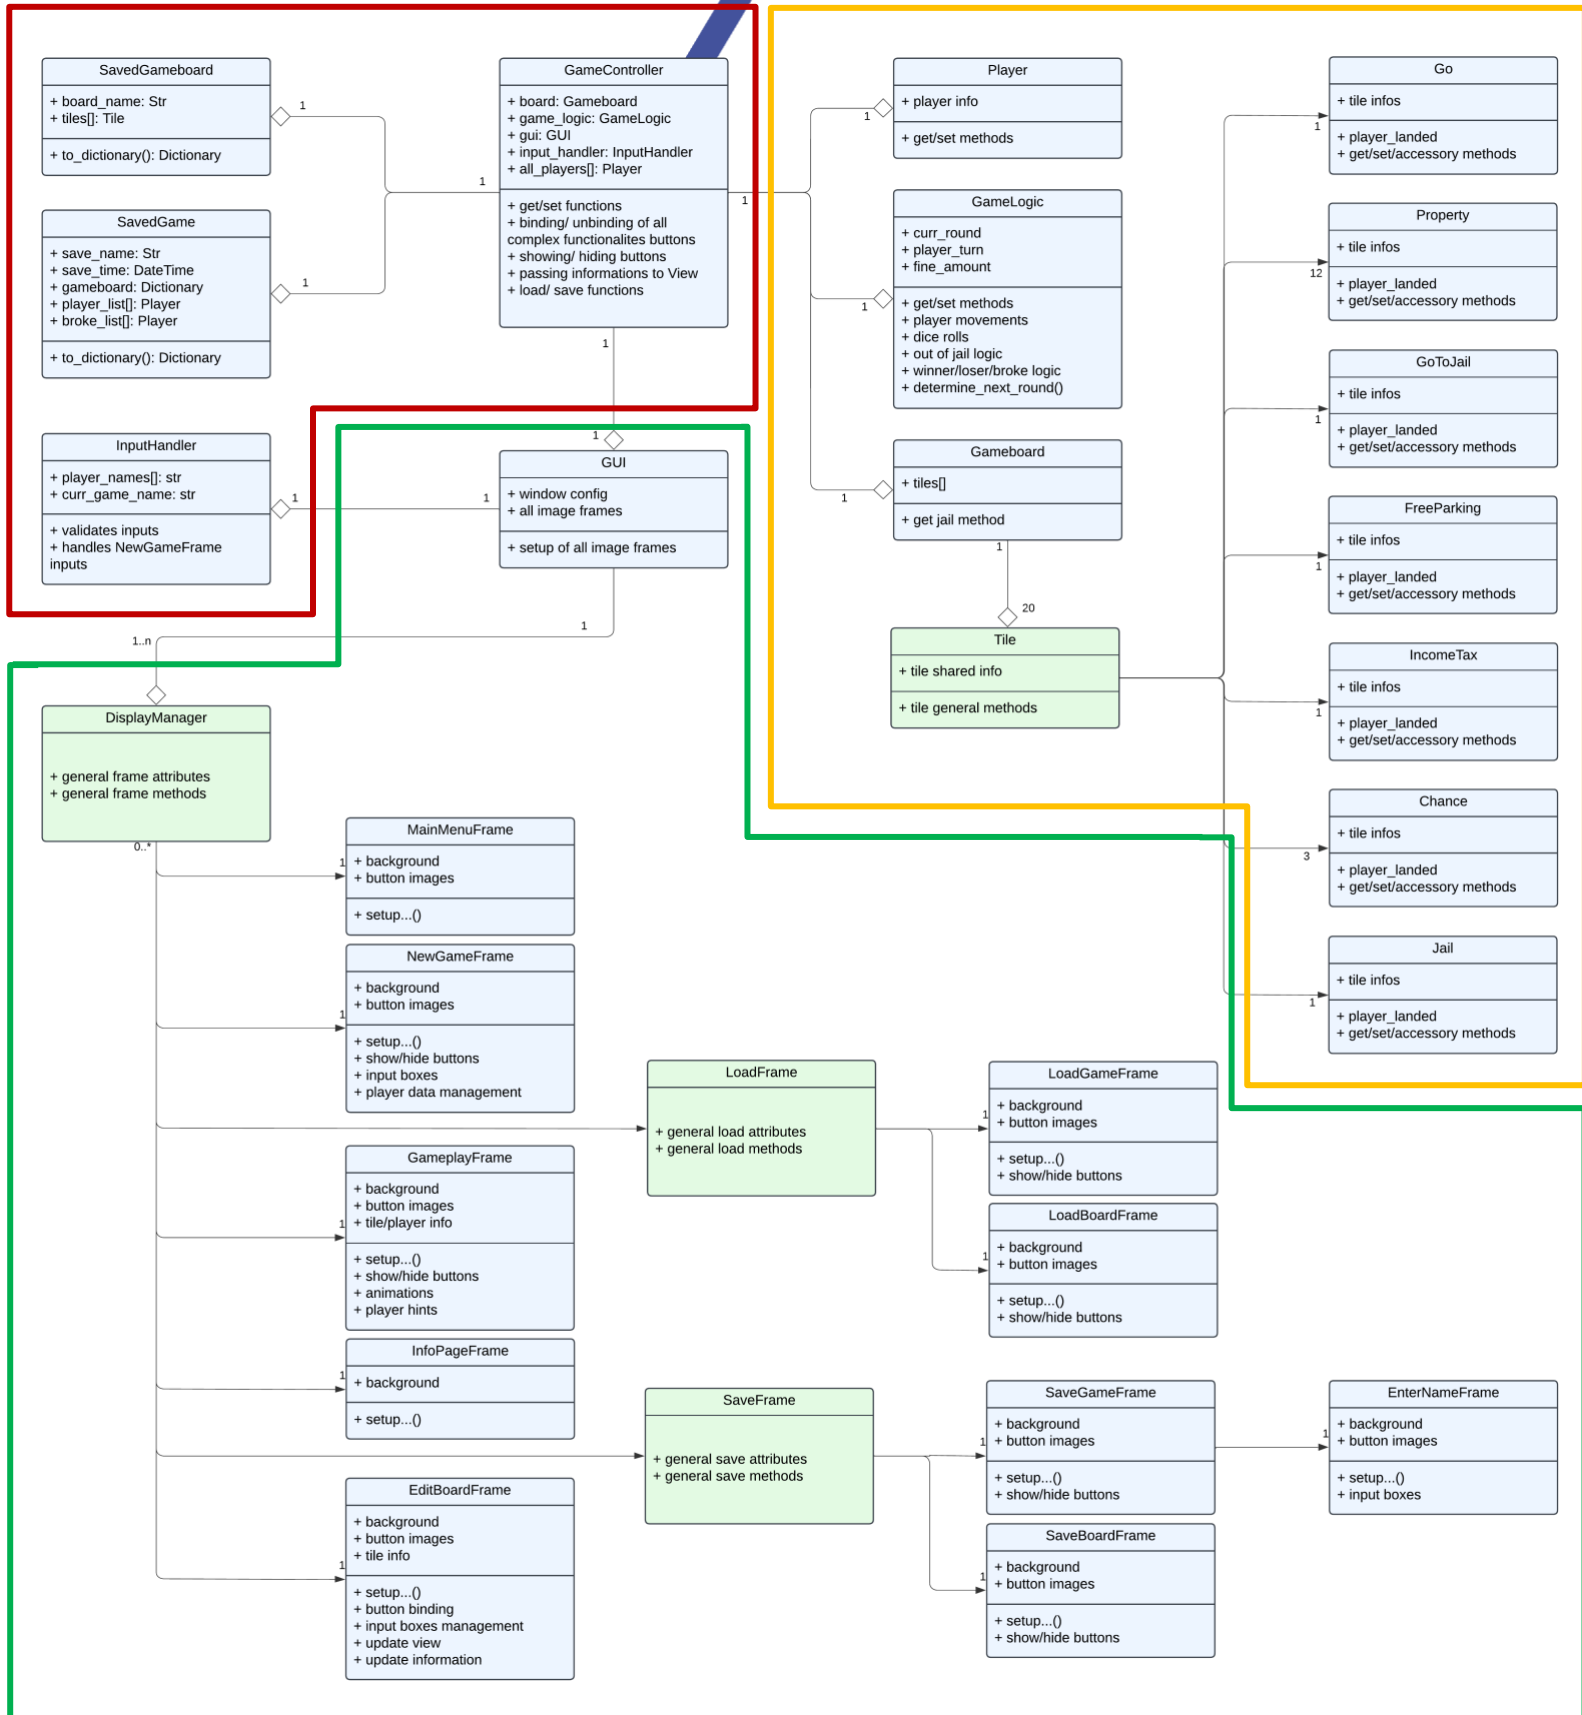 SavedGameboard
+ board_name: Str
+ tiles[]: Tile
+ to_dictionary(): Dictionary
1
SavedGame
+ save_name: Str
+ save_time: DateTime
+ gameboard: Dictionary
+ player_list[]: Player
+ broke_list[]: Player
+ to_dictionary(): Dictionary
1
1
GameController
+ board: Gameboard
+ game_logic: GameLogic
+ gui: GUI
+ input_handler: InputHandler
+ all_players[]: Player
+ get/set functions
+ binding/ unbinding of all
complex functionalites buttons
+ showing/ hiding buttons
+ passing informations to View
+ load/ save functions
1
1
1
InputHandler
+ player_names[]: str
+ curr_game_name: str
+ validates inputs
+ handles NewGameFrame
inputs
1
1
GUI
+ window config
+ all image frames
+ setup of all image frames
1
1..n
Player
+ player info
+ get/set methods
1
GameLogic
+ curr_round
+ player_turn
+ fine_amount
+ get/set methods
+ player movements
+ dice rolls
+ out of jail logic
+ winner/loser/broke logic
+ determine_next_round()
1
Gameboard
+ tiles[]
+ get jail method
1
1
20
Tile
+ tile shared info
+ tile general methods
Go
+ tile infos
+ player_landed
+ get/set/accessory methods
1
Property
+ tile infos
+ player_landed
+ get/set/accessory methods
12
GoToJail
+ tile infos
+ player_landed
+ get/set/accessory methods
1
FreeParking
+ tile infos
+ player_landed
+ get/set/accessory methods
1
IncomeTax
+ tile infos
+ player_landed
+ get/set/accessory methods
1
Chance
+ tile infos
+ player_landed
+ get/set/accessory methods
3
Jail
+ tile infos
+ player_landed
+ get/set/accessory methods
1
DisplayManager
+ general frame attributes
+ general frame methods
0..*
MainMenuFrame
+ background
+ button images
+ setup...()
1
NewGameFrame
+ background
+ button images
+ setup...()
+ show/hide buttons
+ input boxes
+ player data management
1
LoadFrame
+ general load attributes
+ general load methods
LoadGameFrame
+ background
+ button images
+ setup...()
+ show/hide buttons
1
LoadBoardFrame
+ background
+ button images
+ setup...()
+ show/hide buttons
1
GameplayFrame
+ background
+ button images
+ tile/player info
+ setup...()
+ show/hide buttons
+ animations
+ player hints
1
InfoPageFrame
+ background
+ setup...()
1
SaveFrame
+ general save attributes
+ general save methods
SaveGameFrame
+ background
+ button images
+ setup...()
+ show/hide buttons
1
EnterNameFrame
+ background
+ button images
+ setup...()
+ input boxes
1
SaveBoardFrame
+ background
+ button images
+ setup...()
+ show/hide buttons
1
EditBoardFrame
+ background
+ button images
+ tile info
+ setup...()
+ button binding
+ input boxes management
+ update view
+ update information
1